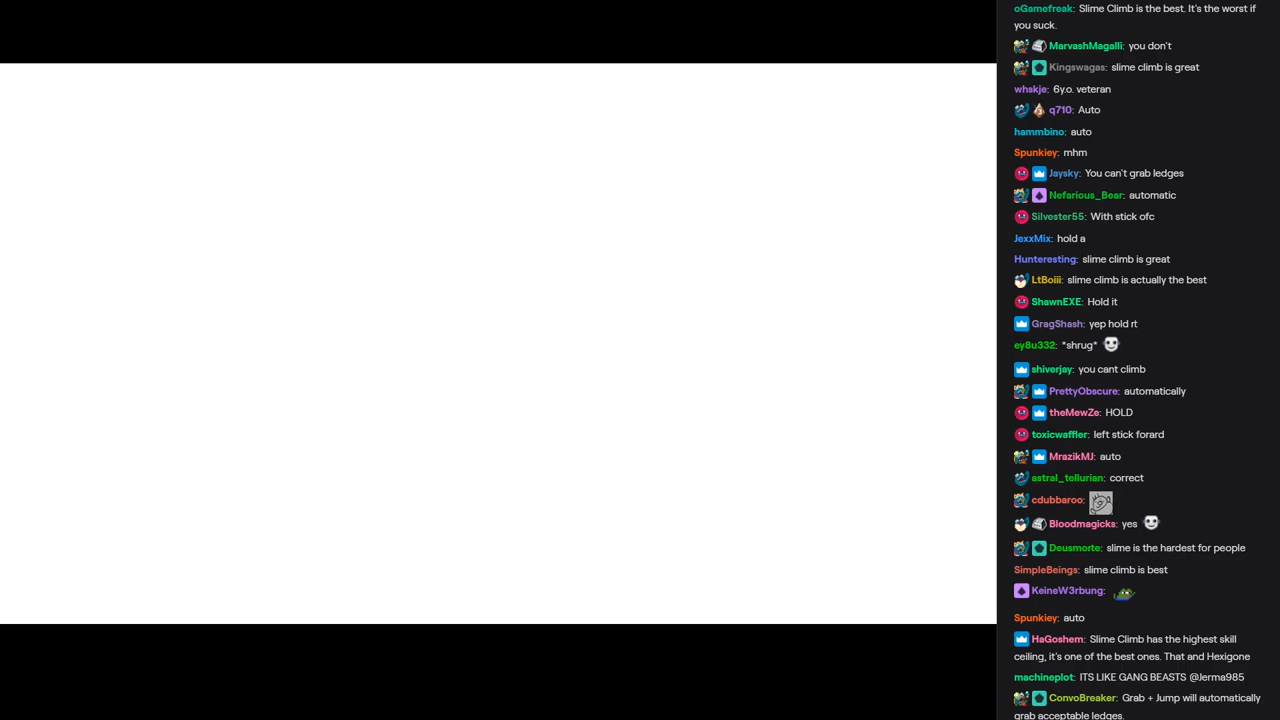 oGamefreak: Slime Climb is the best. It's the worst if
you suck.
MarvashMagalli: you don't
Kingswagas: slime climb is great
whskje: 6y.o. veteran
q710: Auto
hammbino: auto
Spunkiey: mhm
Jaysky: You can't grab ledges
Nefarious_Bear: automatic
Silvester55: With stick ofc
JexxMix: hold a
Hunteresting: slime climb is great
LtBoiii: slime climb is actually the best
ShawnEXE: Hold it
GragShash: yep hold rt
ey8u332: *shrug*
shiverjay: you cant climb
PrettyObscure: automatically
theMewZe: HOLD
toxicwaffler: left stick forard
MrazikMJ: auto
astral_tellurian: correct
cdubbaroo:
Bloodmagicks: yes
Deusmorte: slime is the hardest for people
SimpleBeings: slime climb is best
KeineW3rbung:
Spunkiey: auto
HaGoshem: Slime Climb has the highest skill
ceiling, it's one of the best ones. That and Hexigone
machineplot: ITS LIKE GANG BEASTS @Jerma985
ConvoBreaker: Grab + Jump will automatically
grab acceptable ledges.